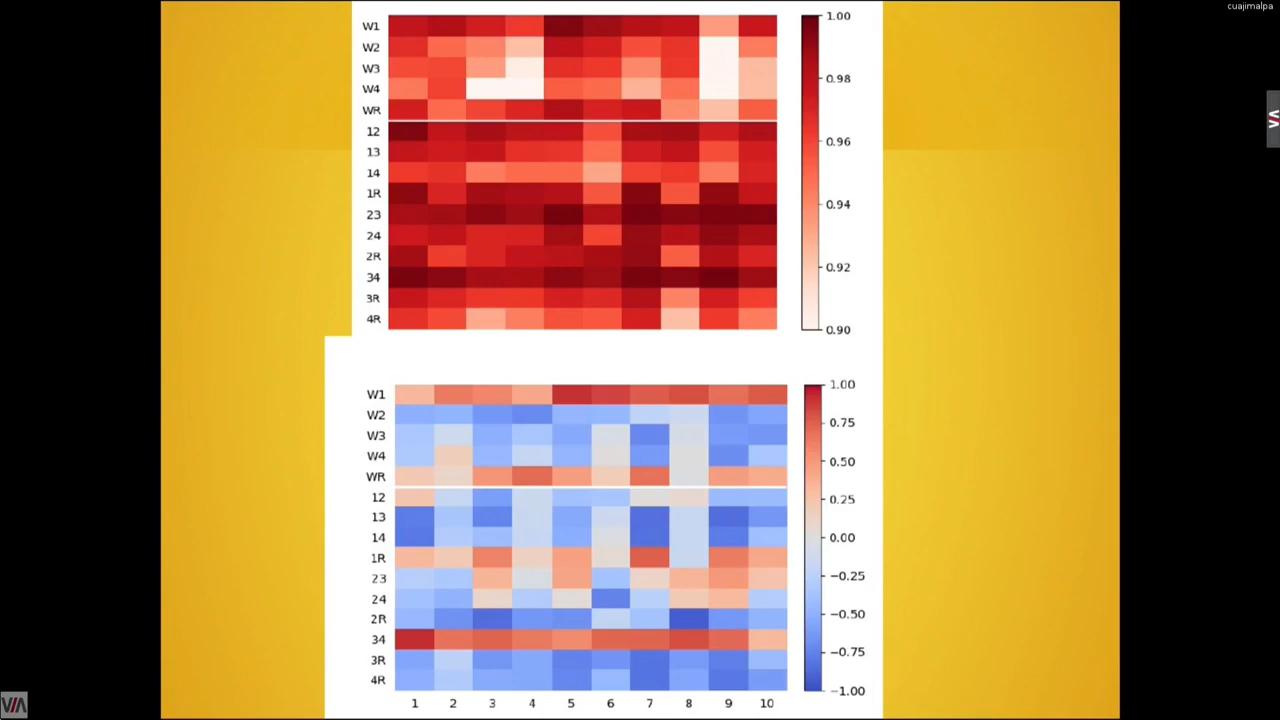 cuajimalpa
W1
W2
W3
W4
WR
12
13
14
1R
23
24
2R
34
3R
4R
1.00
0.98
0.96
0.94
0.92
0.90
W1
W2
W3
W4
WR
12
13
14
1R
23
24
2R
34
3R
4R
1 2 3 4 5 6 7 8 9 10
1.00
0.75
0.50
0.25
0.00
−0.25
−0.50
−0.75
−1.00
VIA